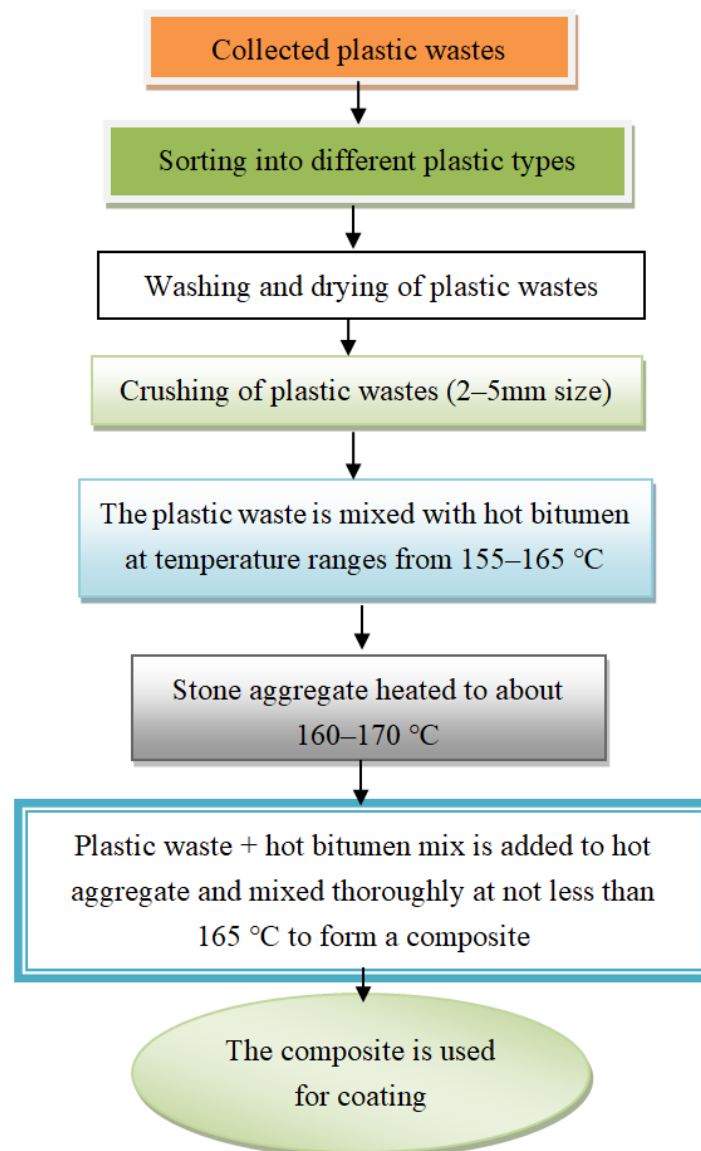 Collected plastic wastes
Sorting into different plastic types
Washing and drying of plastic wastes
Crushing of plastic wastes (2–5mm size)
The plastic waste is mixed with hot bitumen
at temperature ranges from 155–165 °C
Stone aggregate heated to about
160–170 °C
Plastic waste + hot bitumen mix is added to hot
aggregate and mixed thoroughly at not less than
165 °C to form a composite
The composite is used
for coating